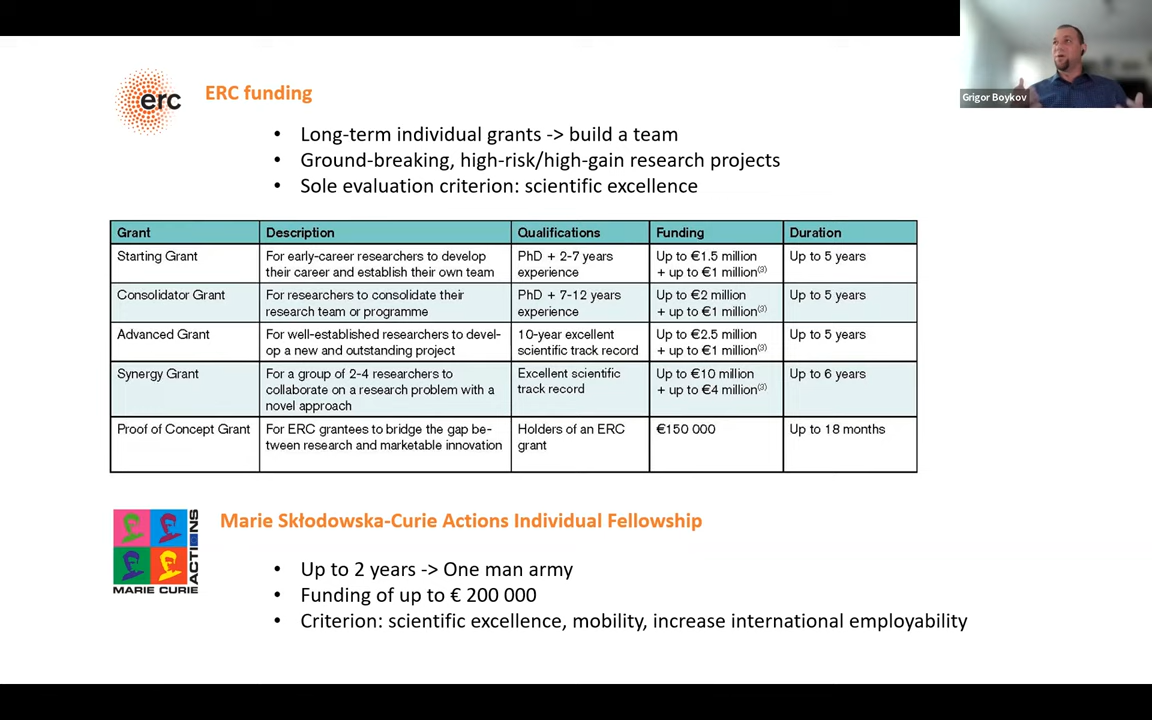 Grigor Boykov
erc
ERC funding
• Long-term individual grants -> build a team
• Ground-breaking, high-risk/high-gain research projects
• Sole evaluation criterion: scientific excellence
Grant Description Qualifications Funding Duration
Starting Grant For early-career researchers to develop PhD + 2-7 years Up to €1.5 million Up to 5 years
their career and establish their own team experience + up to €1 million(3)
Consolidator Grant For researchers to consolidate their PhD + 7-12 years Up to €2 million Up to 5 years
research team or programme experience + up to €1 million(3)
Advanced Grant For well-established researchers to devel- 10-year excellent Up to €2.5 million Up to 5 years
op a new and outstanding project scientific track record + up to €1 million(3)
Synergy Grant For a group of 2-4 researchers to Excellent scientific Up to €10 million Up to 6 years
collaborate on a research problem with a track record + up to €4 million(3)
novel approach
Proof of Concept Grant For ERC grantees to bridge the gap be- Holders of an ERC €150 000 Up to 18 months
tween research and marketable innovation grant
ACTIONS
MARIE CURIE
Marie Skłodowska-Curie Actions Individual Fellowship
• Up to 2 years -> One man army
• Funding of up to € 200 000
• Criterion: scientific excellence, mobility, increase international employability